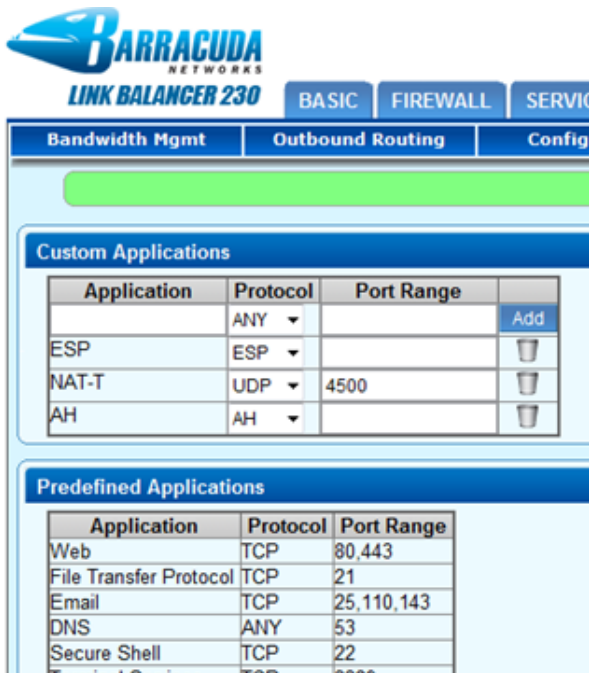 BARRACUDA
NETWORKS
LINK BALANCER 230 BASIC FIREWALL SERVIC
Bandwidth Mgmt Outbound Routing Config
Custom Applications
Application Protocol Port Range
ANY Add
ESP ESP
NAT-T UDP 4500
AH AH
Predefined Applications
Application Protocol Port Range
Web TCP 80,443
File Transfer Protocol TCP 21
Email TCP 25,110,143
DNS ANY 53
Secure Shell TCP 22